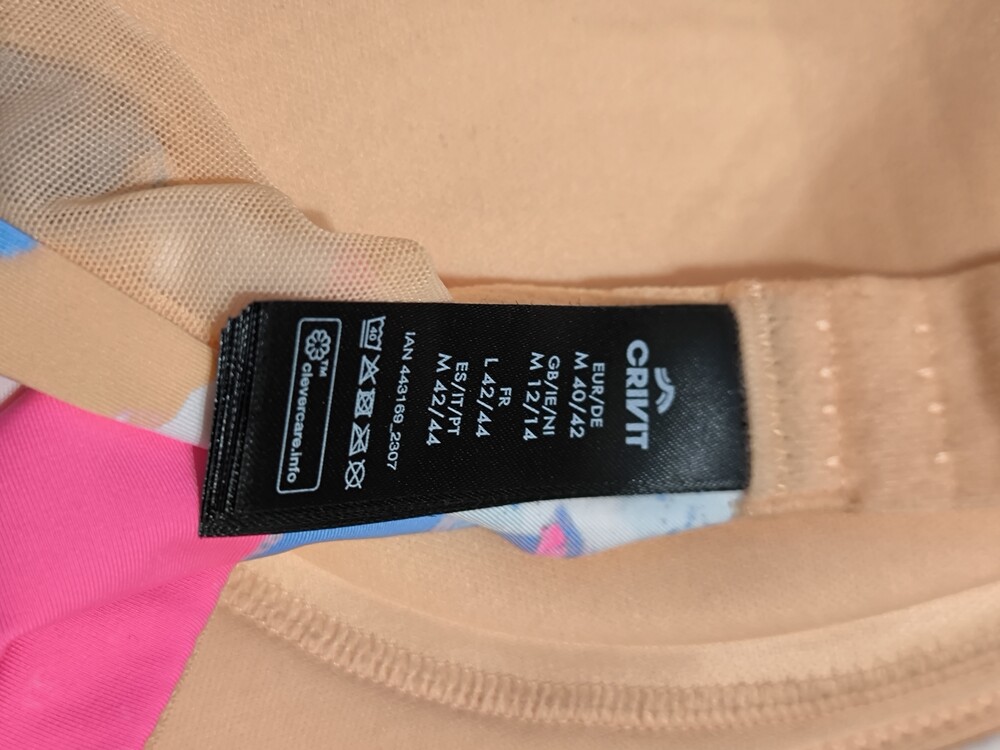 CRIVIT
EUR/DE
M 40/42
GB/IE/NI
M 12/14
FR
L 42/44
ES/IT/PT
M 42/44
IAN 443169_2307
40
™
clevercare.info